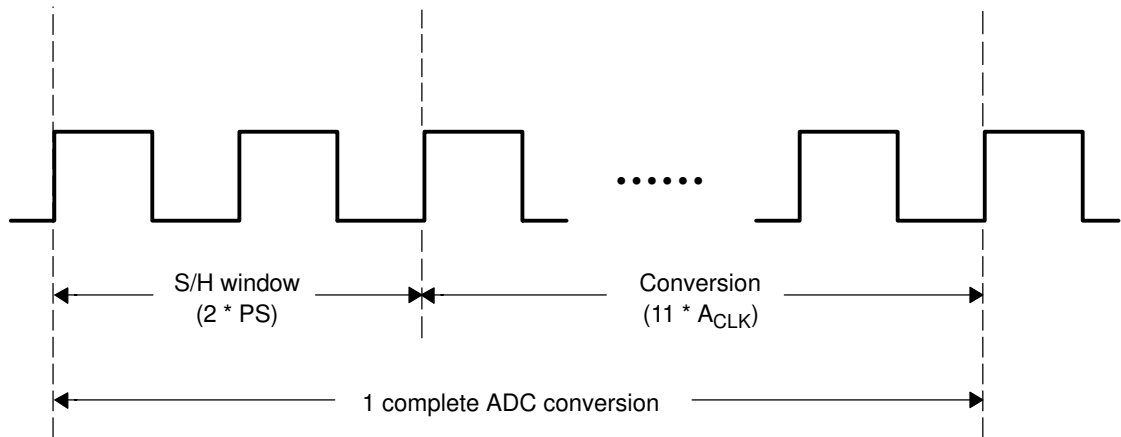 S/H window
(2 * PS)
Conversion
(11 * ACLK)
1 complete ADC conversion